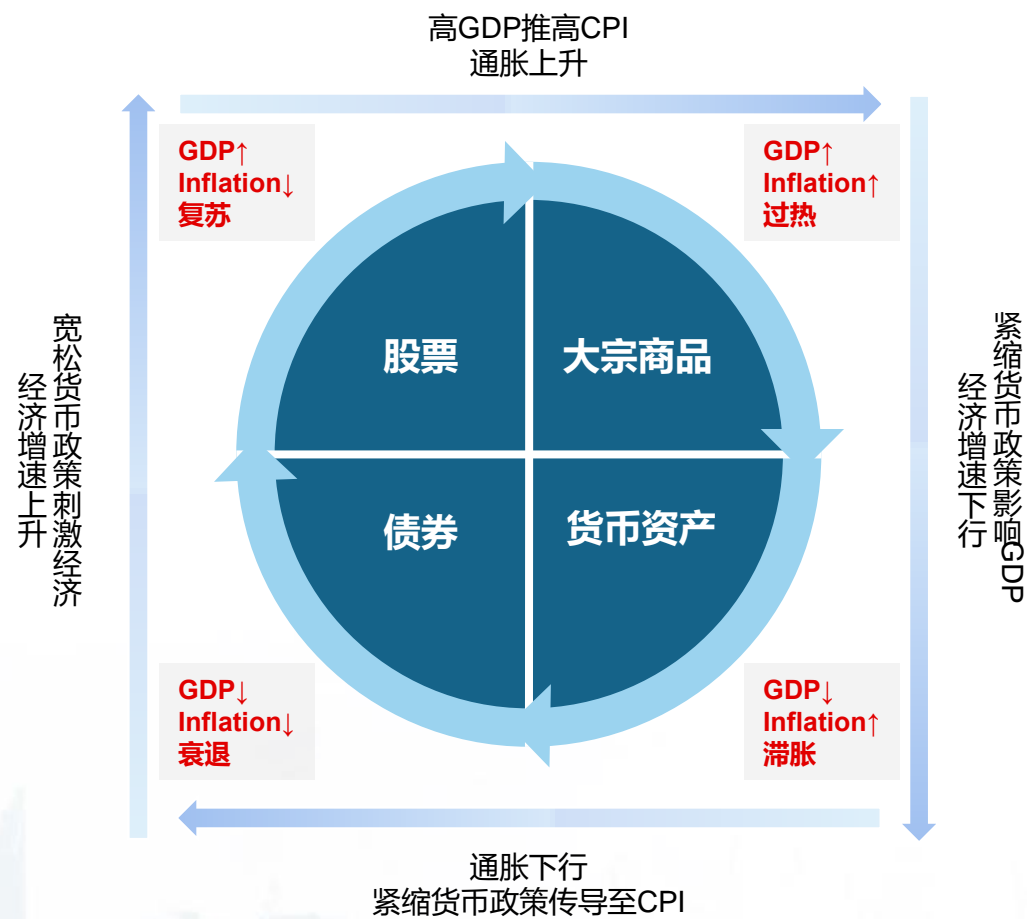 高GDP推高CPI
通胀上升
GDP↑
Inflation↓
复苏
GDP↑
Inflation↑
过热
宽松货币政策刺激经济
经济增速上升
股票
大宗商品
债券
货币资产
紧缩货币政策影响GDP
经济增速下行
GDP↓
Inflation↓
衰退
GDP↓
Inflation↑
滞胀
通胀下行
紧缩货币政策传导至CPI